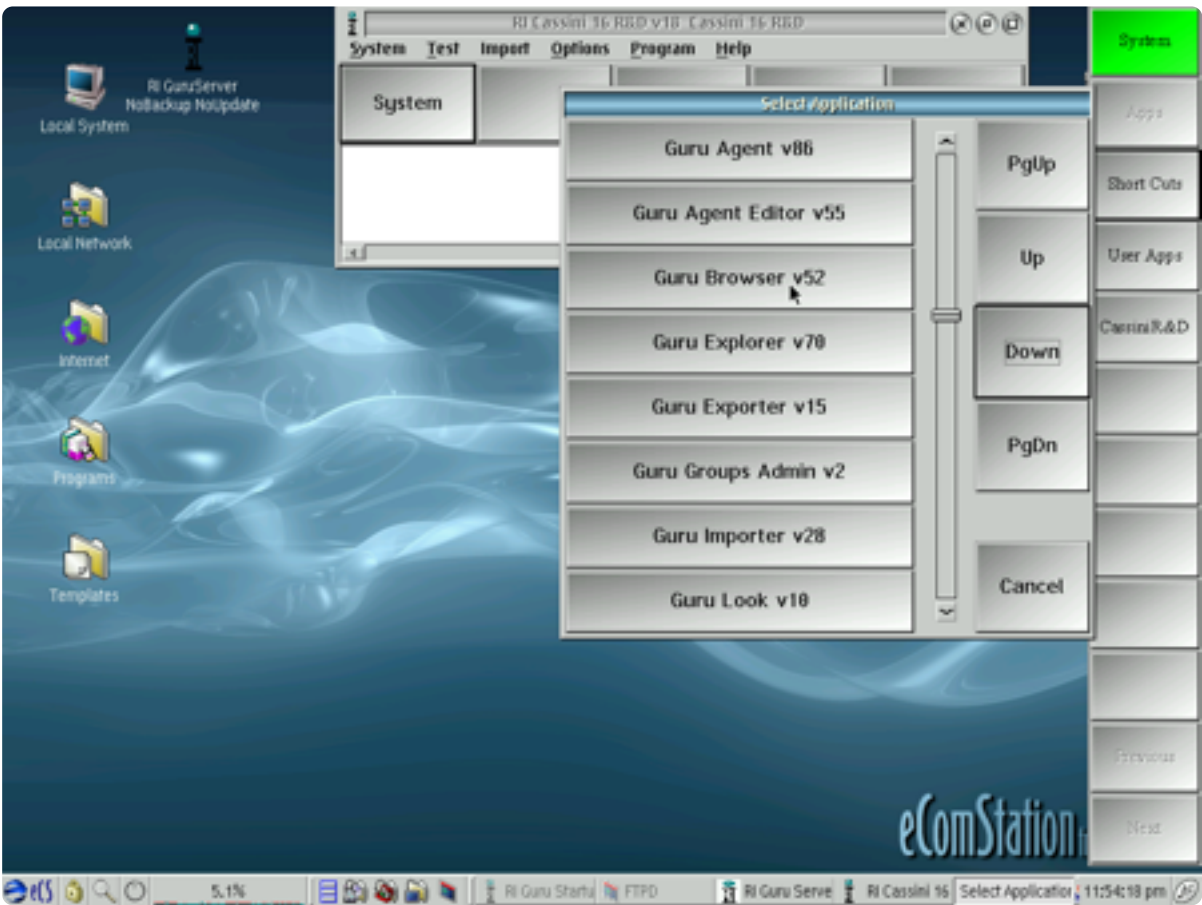 RI Cassini 16 R&D v18 Cassini 16 R&D
System Test Import Options Program Help
System
Select Application
Guru Agent v86
Guru Agent Editor v55
Guru Browser v52
Guru Explorer v70
Guru Exporter v15
Guru Groups Admin v2
Guru Importer v28
Guru Look v10
PgUp
Up
Down
PgDn
Cancel
System
Apps
Short Cuts
User Apps
CassiniR&D
Previous
Next
RI GuruServer
NoBackup NoUpdate
Local System
Local Network
Internet
Programs
Templates
eComStation
eCS
5.1%
RI Guru Startu
FTPD
RI Guru Serve
RI Cassini 16
Select Application
11:54:18 pm